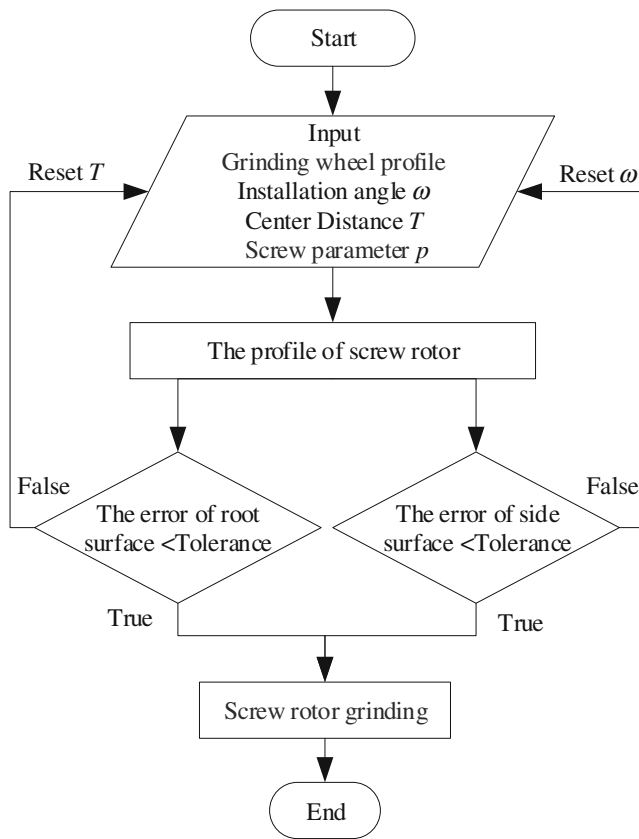 Start
Input
Grinding wheel profile
Installation angle ω
Center Distance T
Screw parameter p
Reset T
Reset ω
The profile of screw rotor
False
The error of root
surface <Tolerance
The error of side
surface <Tolerance
False
True
True
Screw rotor grinding
End